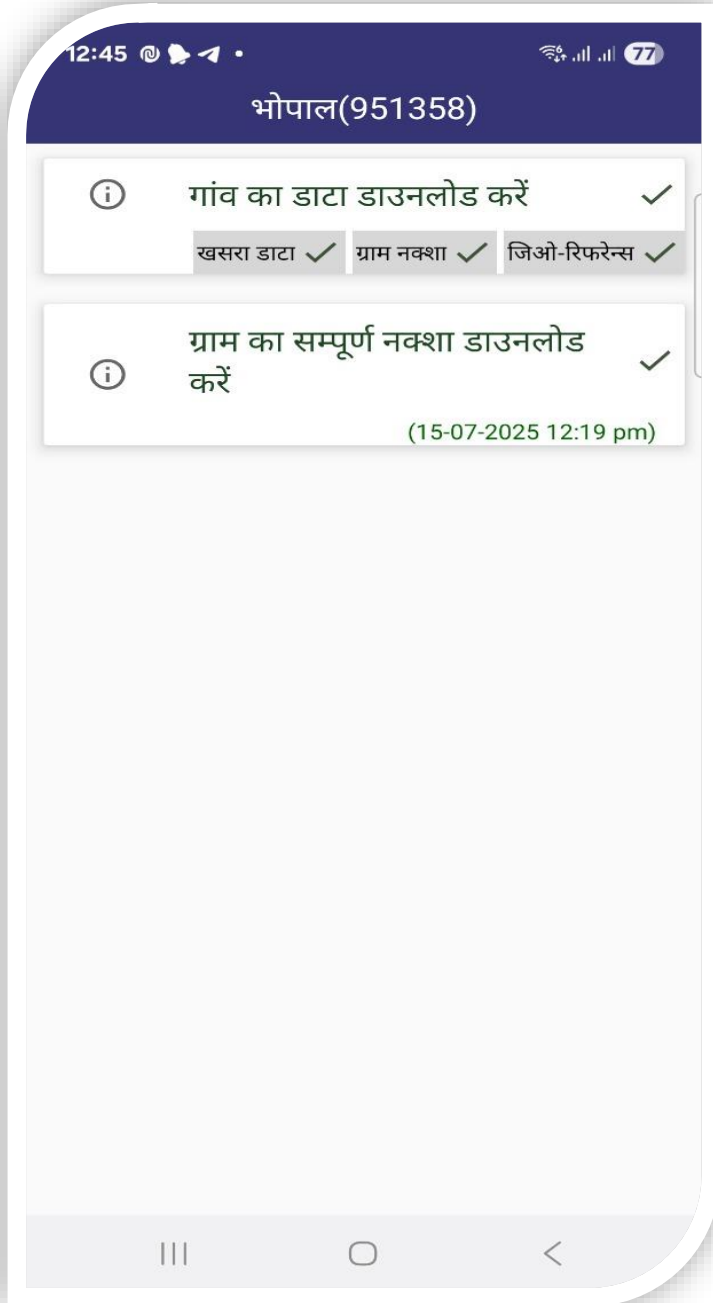 12:45
77
भोपाल(951358)
गांव का डाटा डाउनलोड करें
खसरा डाटा ग्राम नक्शा जिओ-रिफरेन्स
ग्राम का सम्पूर्ण नक्शा डाउनलोड
करें
(15-07-2025 12:19 pm)